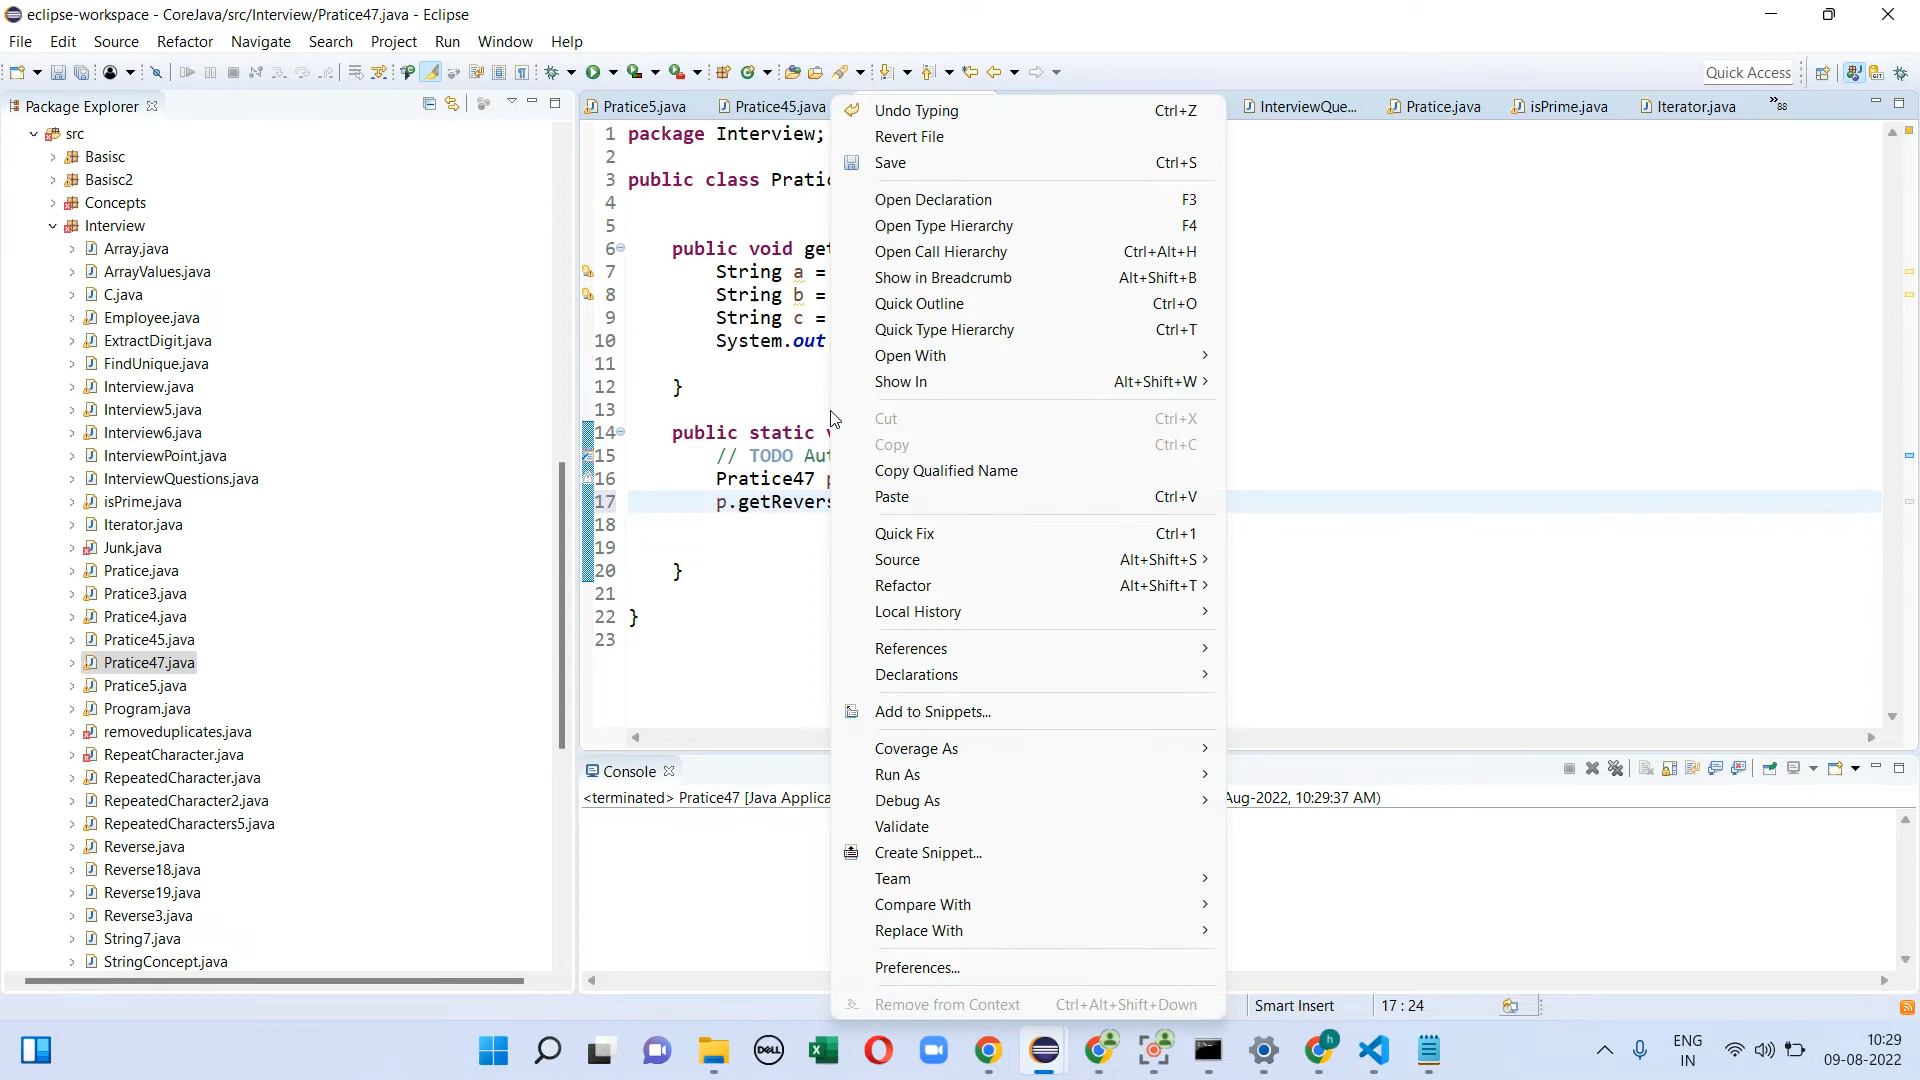 eclipse-workspace - CoreJava/src/Interview/Pratice47.java - Eclipse
File Edit Source Refactor Navigate Search Project Run Window Help
Quick Access
Package Explorer
src
Basisc
Basisc2
Concepts
Interview
Array.java
ArrayValues.java
C.java
Employee.java
ExtractDigit.java
FindUnique.java
Interview.java
Interview5.java
Interview6.java
InterviewPoint.java
InterviewQuestions.java
isPrime.java
Iterator.java
Junk.java
Pratice.java
Pratice3.java
Pratice4.java
Pratice45.java
Pratice47.java
Pratice5.java
Program.java
removeduplicates.java
RepeatCharacter.java
RepeatedCharacter.java
RepeatedCharacter2.java
RepeatedCharacters5.java
Reverse.java
Reverse18.java
Reverse19.java
Reverse3.java
String7.java
StringConcept.java
Pratice5.java Pratice45.java InterviewQue... Pratice.java isPrime.java Iterator.java 88
1 package Interview;
2
3 public class Pratic
4
5
6 public void get
7 String a =
8 String b =
9 String c =
10 System.out
11
12 }
13
14 public static v
15 // TODO Aut
16 Pratice47 p
17 p.getRevers
18
19
20 }
21
22 }
23
Undo Typing Ctrl+Z
Revert File
Save Ctrl+S
Open Declaration F3
Open Type Hierarchy F4
Open Call Hierarchy Ctrl+Alt+H
Show in Breadcrumb Alt+Shift+B
Quick Outline Ctrl+O
Quick Type Hierarchy Ctrl+T
Open With
Show In Alt+Shift+W
Cut Ctrl+X
Copy Ctrl+C
Copy Qualified Name
Paste Ctrl+V
Quick Fix Ctrl+1
Source Alt+Shift+S
Refactor Alt+Shift+T
Local History
References
Declarations
Add to Snippets...
Coverage As
Run As
Debug As
Validate
Create Snippet...
Team
Compare With
Replace With
Preferences...
Remove from Context Ctrl+Alt+Shift+Down
Console
<terminated> Pratice47 [Java Applica Aug-2022, 10:29:37 AM)
Smart Insert 17 : 24
DELL
h
ENG
IN
10:29
09-08-2022